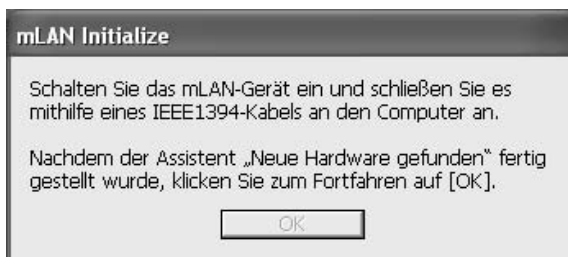 mLAN Initialize
Schalten Sie das mLAN-Gerät ein und schließen Sie es
mithilfe eines IEEE1394-Kabels an den Computer an.
Nachdem der Assistent „Neue Hardware gefunden“ fertig
gestellt wurde, klicken Sie zum Fortfahren auf [OK].
OK